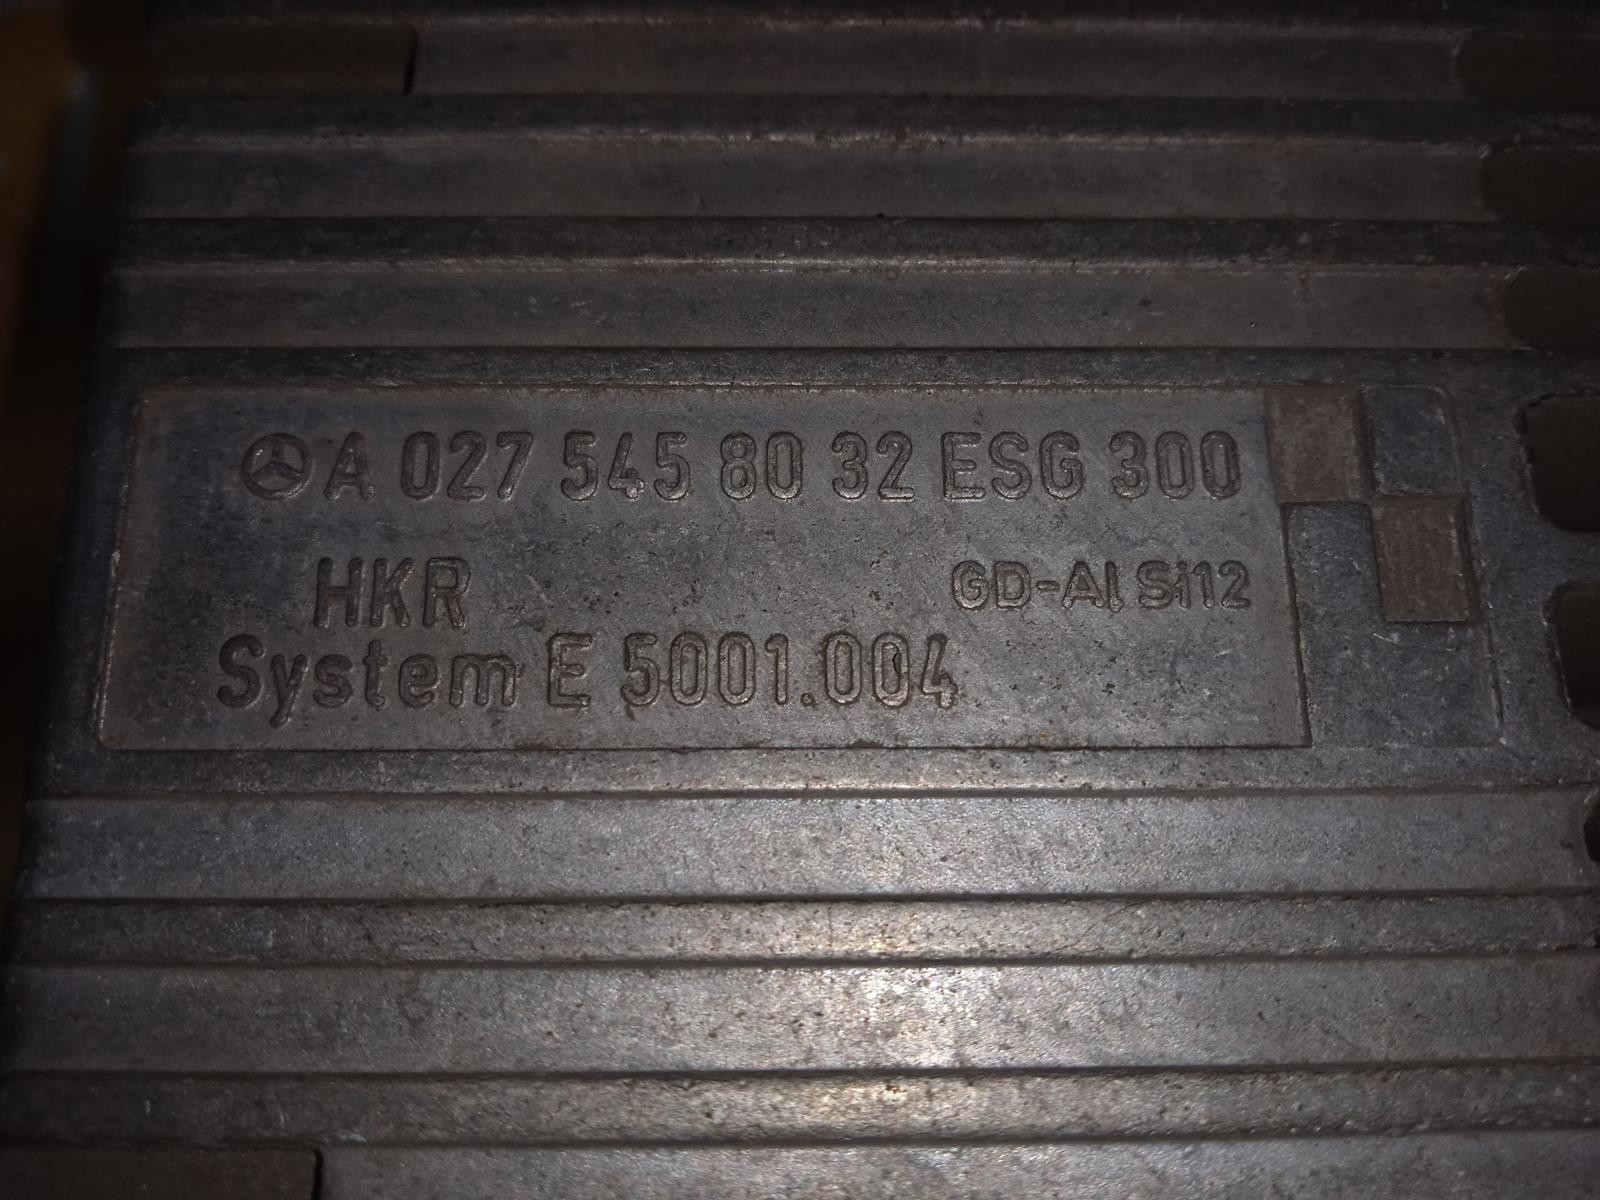 A 027 545 80 32 ESG 300
HKR
GD-Al Si12
System E 5001.004